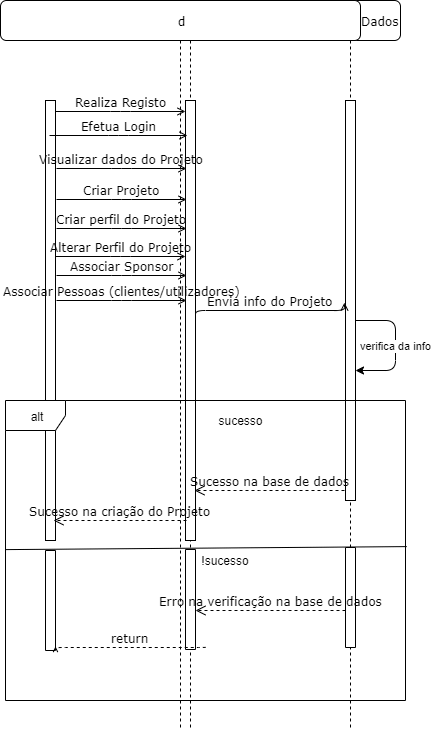 d
Dados
Realiza Registo
Efetua Login
Visualizar dados do Projeto
Criar Projeto
Criar perfil do Projeto
Alterar Perfil do Projeto
Associar Sponsor
Associar Pessoas (clientes/utilizadores)
Envia info do Projeto
verifica da info
alt
sucesso
Sucesso na base de dados
Sucesso na criação do Projeto
!sucesso
Erro na verificação na base de dados
return